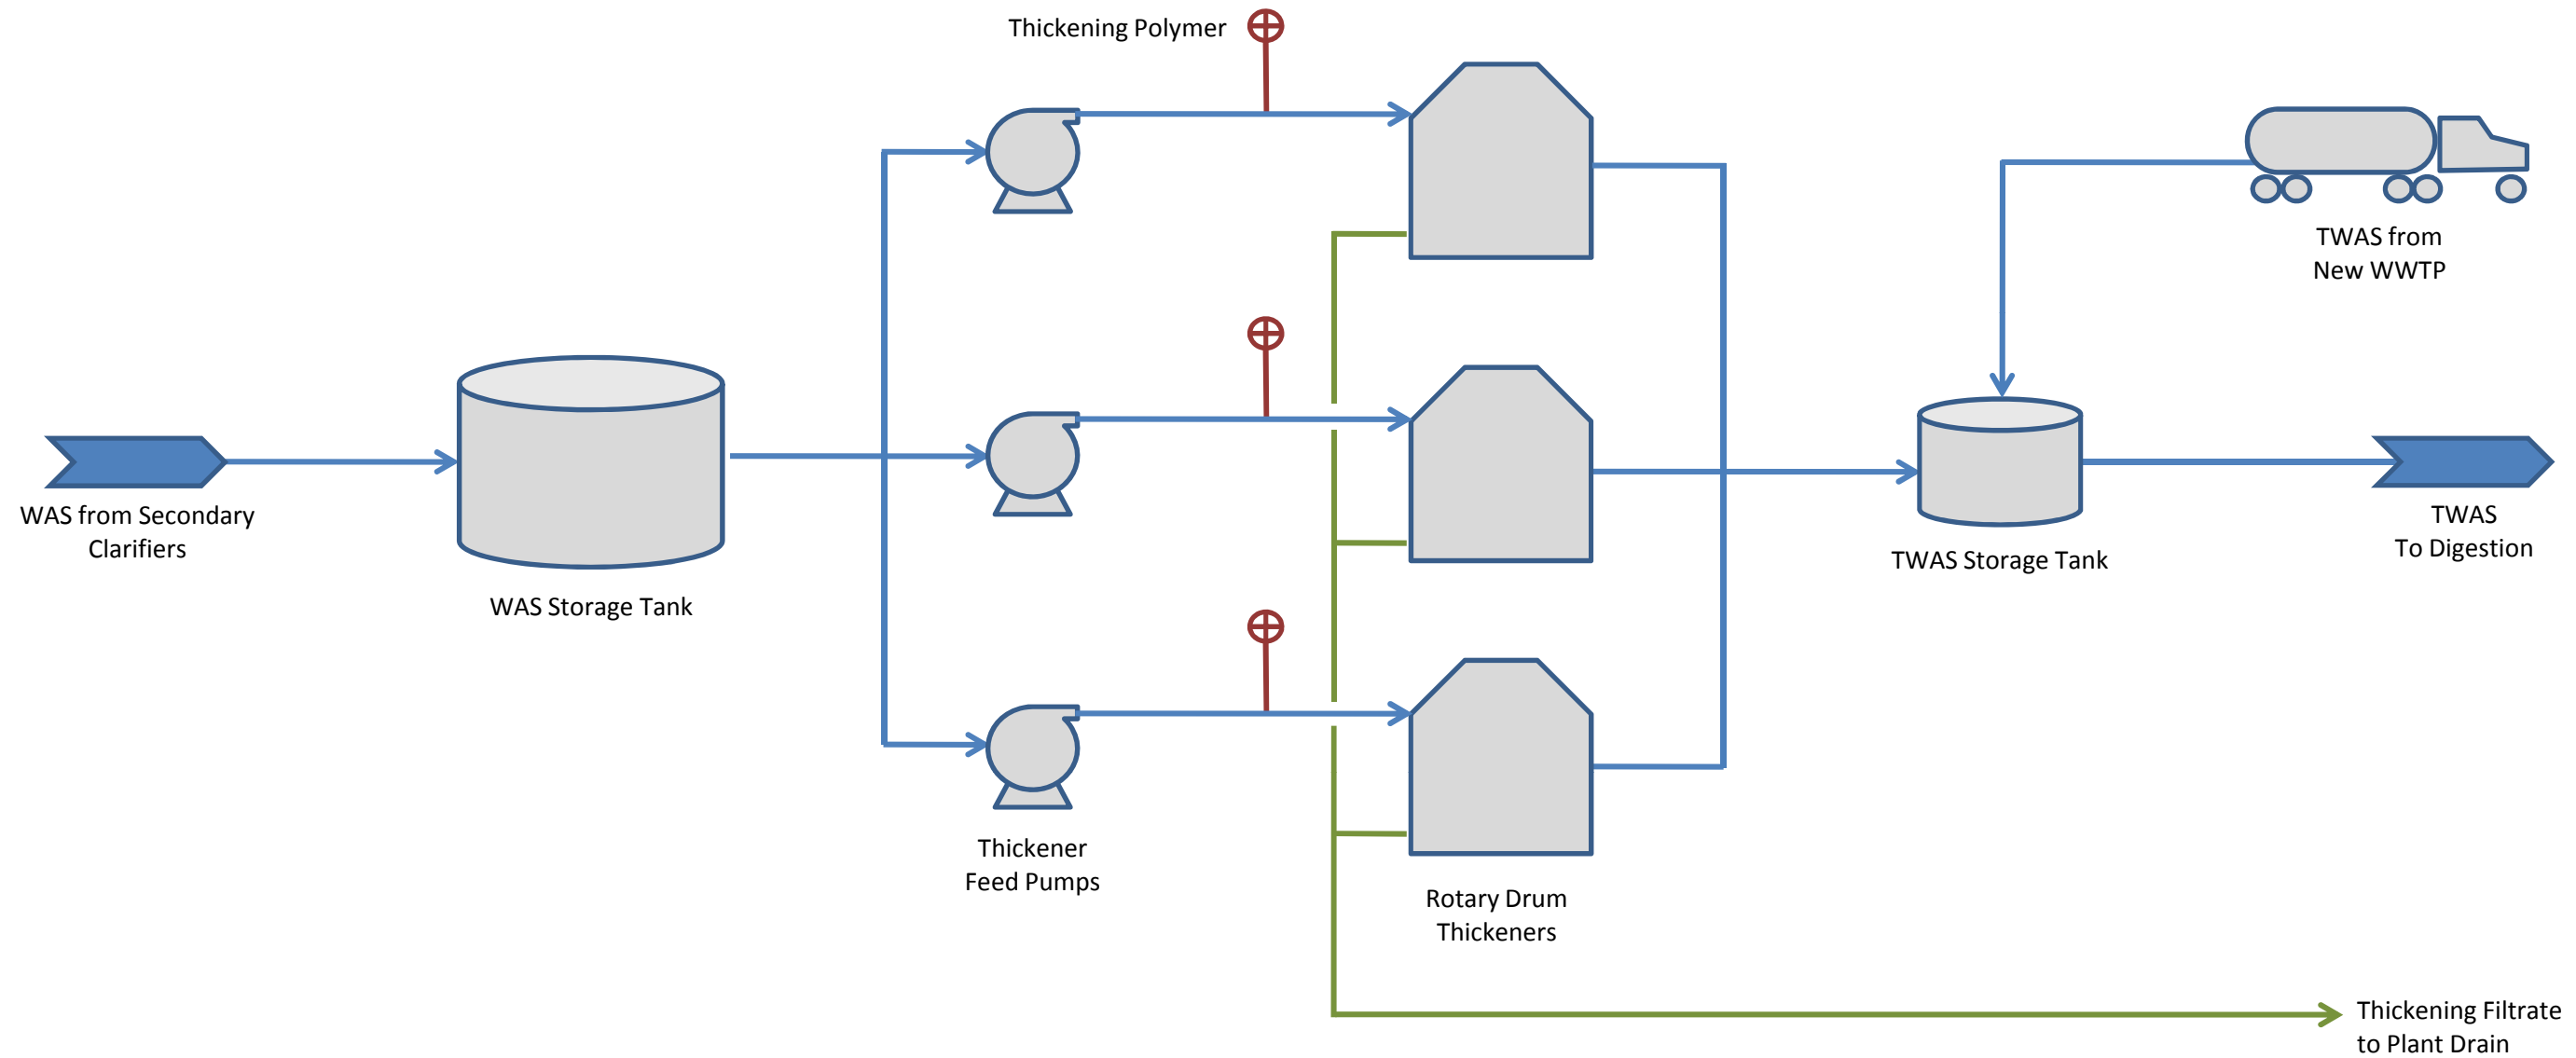 Thickening Polymer
TWAS from
New WWTP
WAS from Secondary
Clarifiers
WAS Storage Tank
TWAS Storage Tank
TWAS
To Digestion
Thickener
Feed Pumps
Rotary Drum
Thickeners
Thickening Filtrate
to Plant Drain